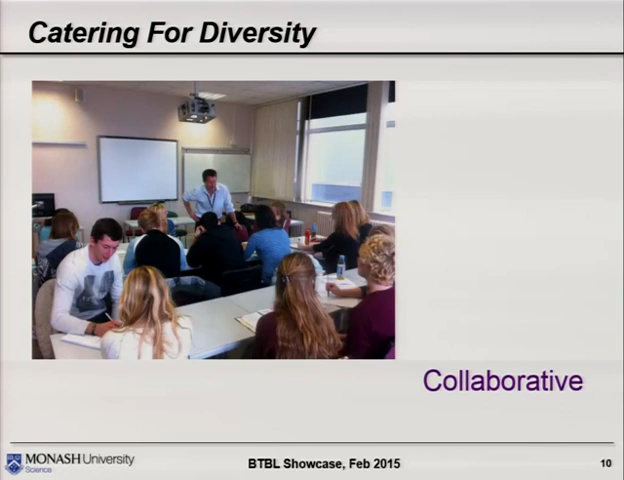 Catering For Diversity
Collaborative
MONASH University
Science
BTBL Showcase, Feb 2015
10